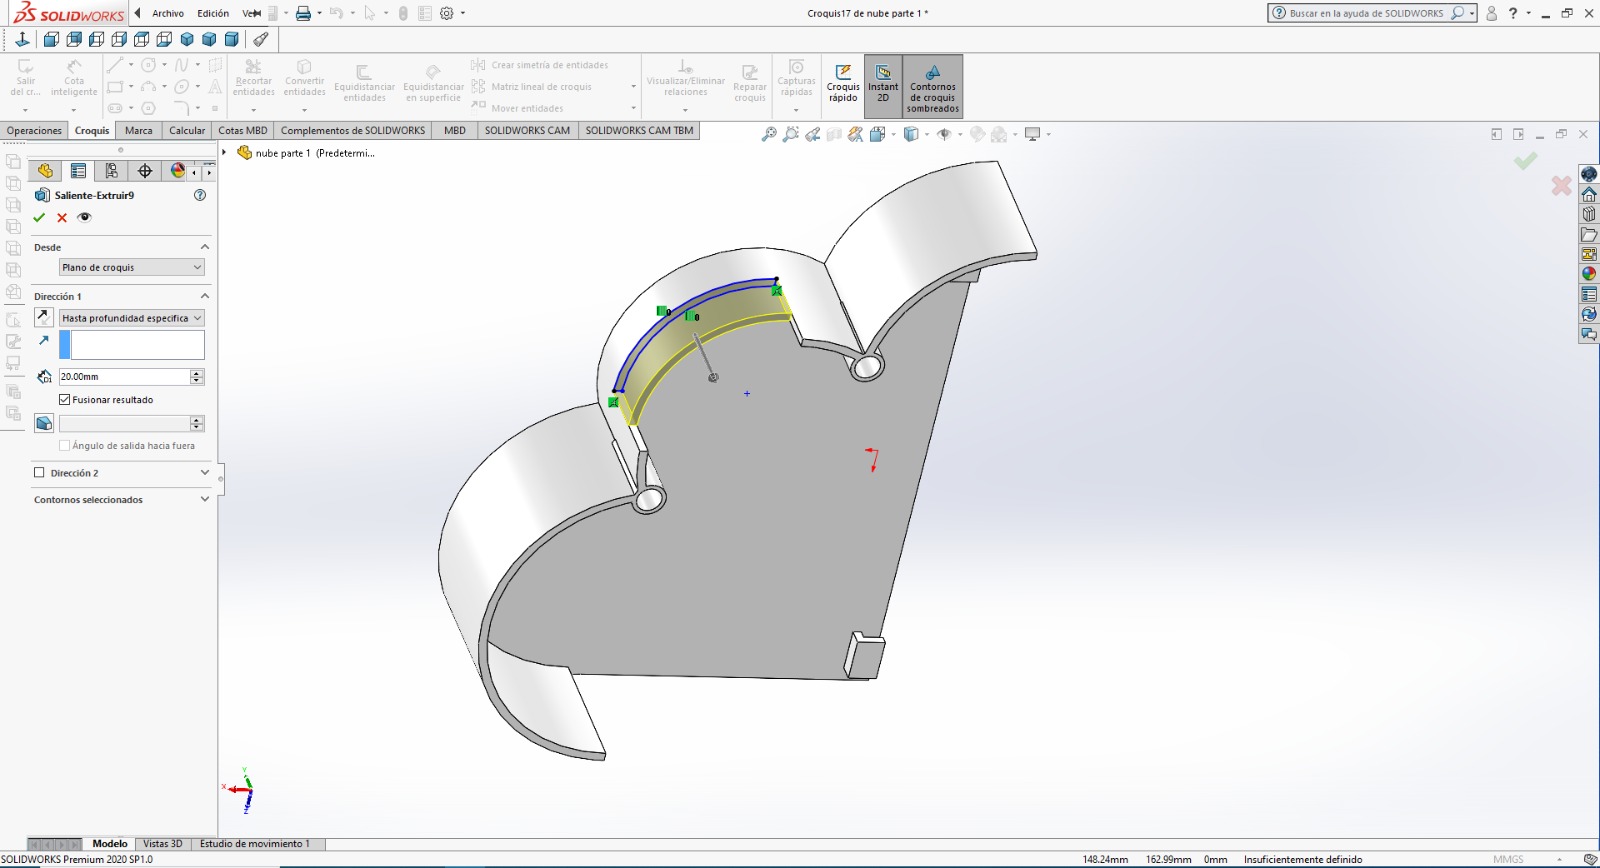 SOLIDWORKS
Archivo
Edición
Ver
Croquis17 de nube parte 1 *
Buscar en la ayuda de SOLIDWORKS
Salir del cr...
Cota inteligente
Recortar entidades
Convertir entidades
Equidistanciar entidades
Equidistanciar en superficie
Crear simetría de entidades
Matriz lineal de croquis
Mover entidades
Visualizar/Eliminar relaciones
Reparar croquis
Capturas rápidas
Croquis rápido
Instant 2D
Contornos de croquis sombreados
Operaciones
Croquis
Marca
Calcular
Cotas MBD
Complementos de SOLIDWORKS
MBD
SOLIDWORKS CAM
SOLIDWORKS CAM TBM
nube parte 1 (Predetermi...
Saliente-Extruir9
Desde
Plano de croquis
Dirección 1
Hasta profundidad especifica
20.00mm
Fusionar resultado
Ángulo de salida hacia fuera
Dirección 2
Contornos seleccionados
Y
X
Z
Modelo
Vistas 3D
Estudio de movimiento 1
SOLIDWORKS Premium 2020 SP1.0
148.24mm
162.99mm
0mm
Insuficientemente definido
MMGS